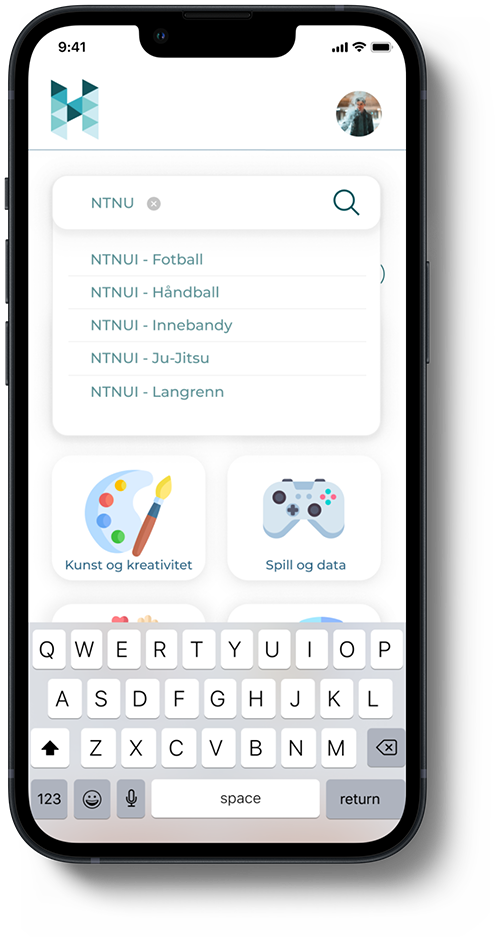 9:41
NTNU
NTNUI - Fotball
NTNUI - Håndball
NTNUI - Innebandy
NTNUI - Ju-Jitsu
NTNUI - Langrenn
Kunst og kreativitet
Spill og data
Q W E R T Y U I O P
A S D F G H J K L
Z X C V B N M
123 space return